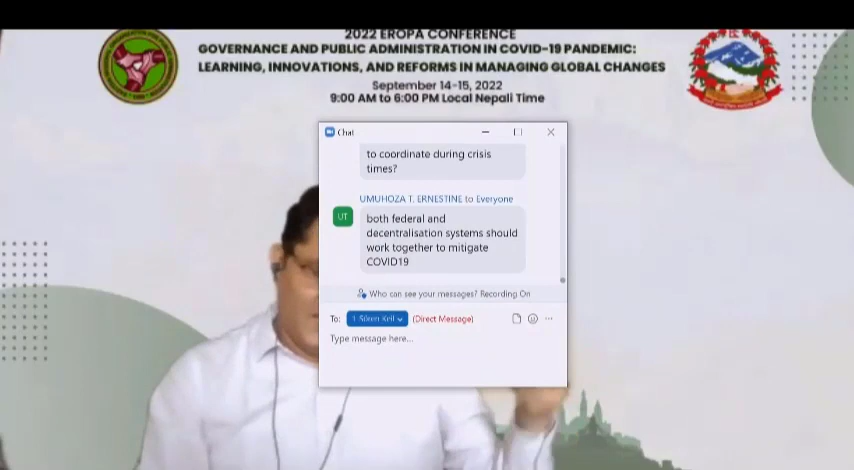 2022 EROPA CONFERENCE
GOVERNANCE AND PUBLIC ADMINISTRATION IN COVID-19 PANDEMIC:
LEARNING, INNOVATIONS, AND REFORMS IN MANAGING GLOBAL CHANGES
September 14-15, 2022
9:00 AM to 6:00 PM Local Nepali Time
Chat
to coordinate during crisis
times?
UMUHOZA T. ERNESTINE to Everyone
UT
both federal and
decentralisation systems should
work together to mitigate
COVID19
Who can see your messages? Recording On
To: Keil (Direct Message)
Type message here...